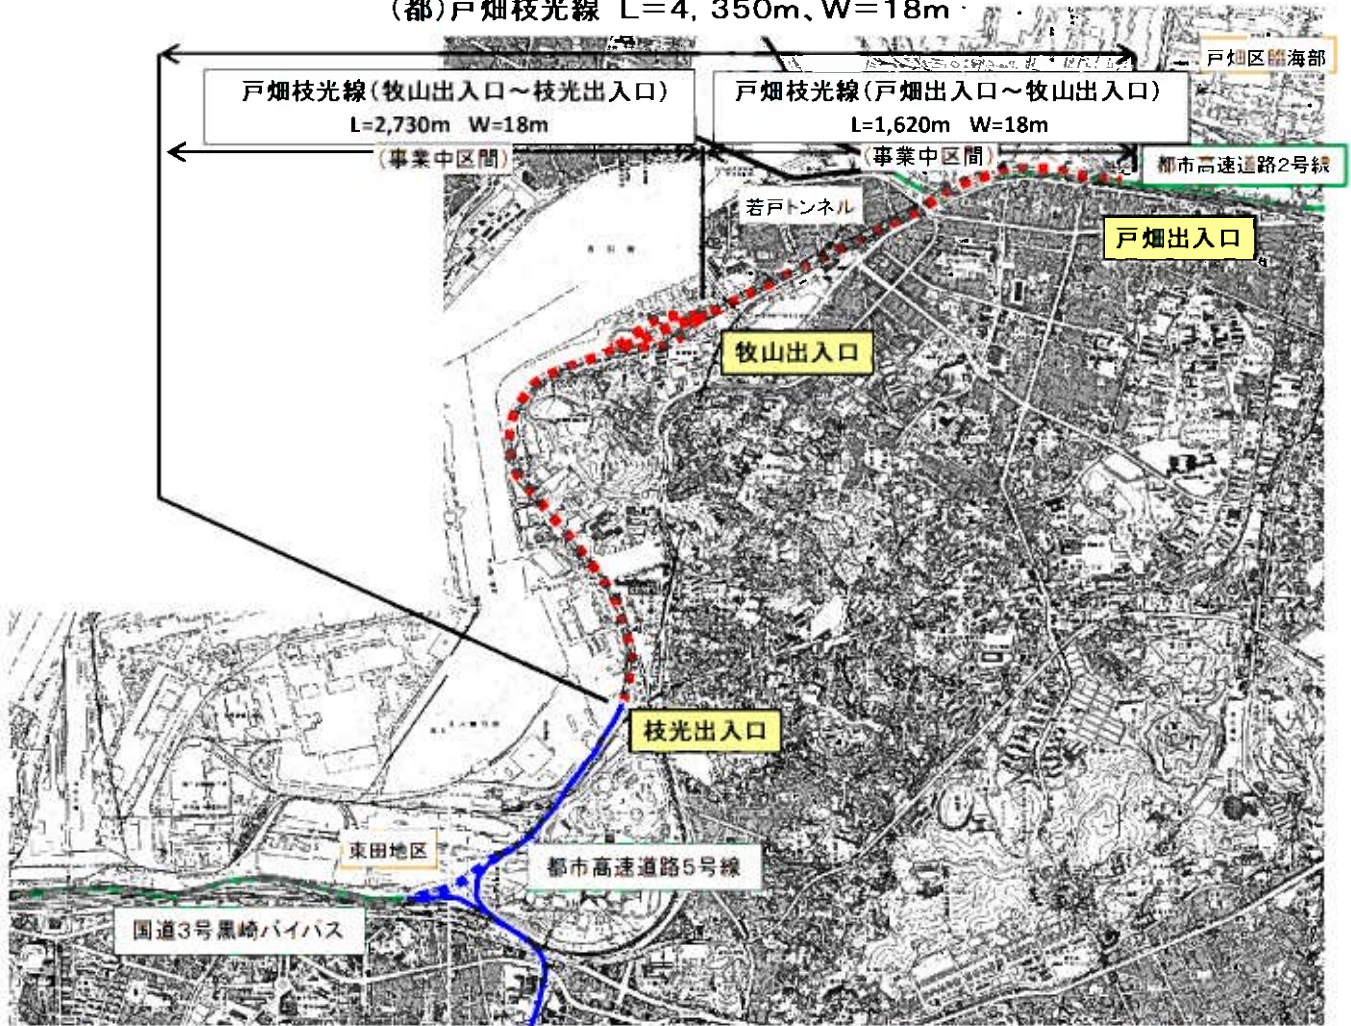 (都)戸畑枝光線 L=4,350m、W=18m
戸畑区臨海部
戸畑枝光線(牧山出入口～枝光出入口)
L=2,730m W=18m
戸畑枝光線(戸畑出入口～牧山出入口)
L=1,620m W=18m
(事業中区間)
(事業中区間)
都市高速道路2号線
若戸トンネル
戸畑出入口
牧山出入口
枝光出入口
東田地区
都市高速道路5号線
国道3号黒崎バイパス